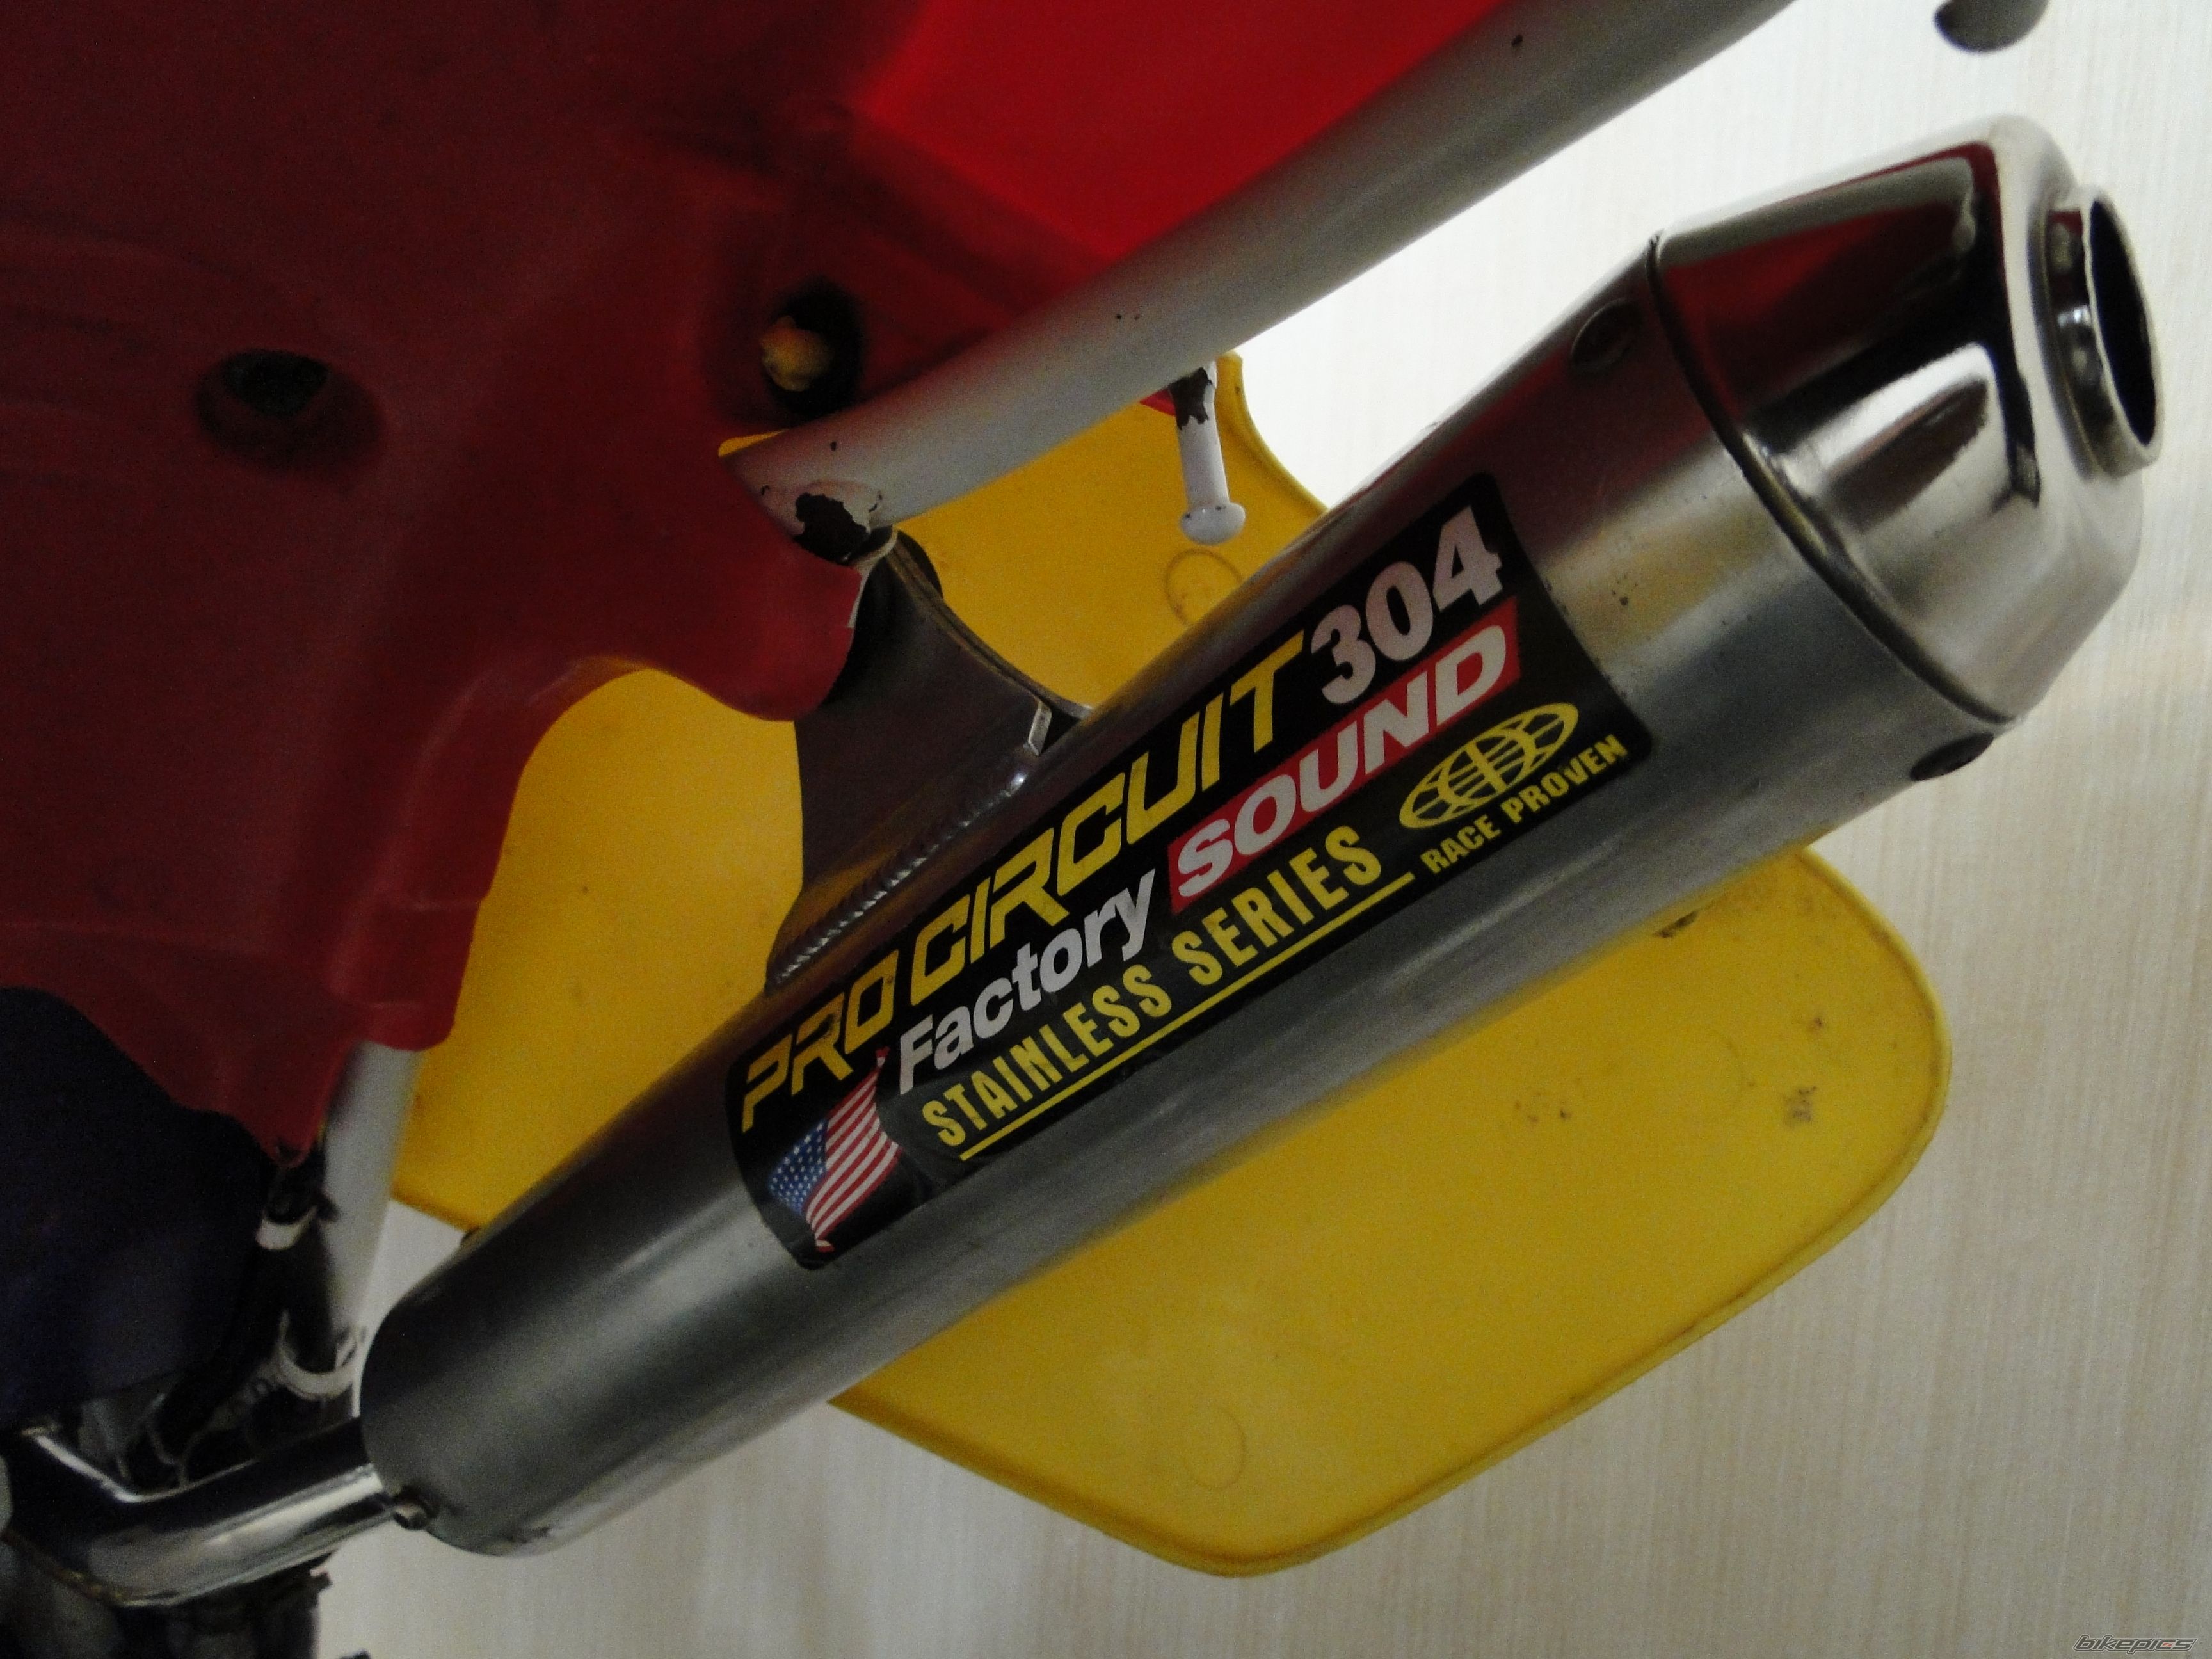 PRO CIRCUIT 304
Factory SOUND
STAINLESS SERIES
RACE PROVEN
bikepics